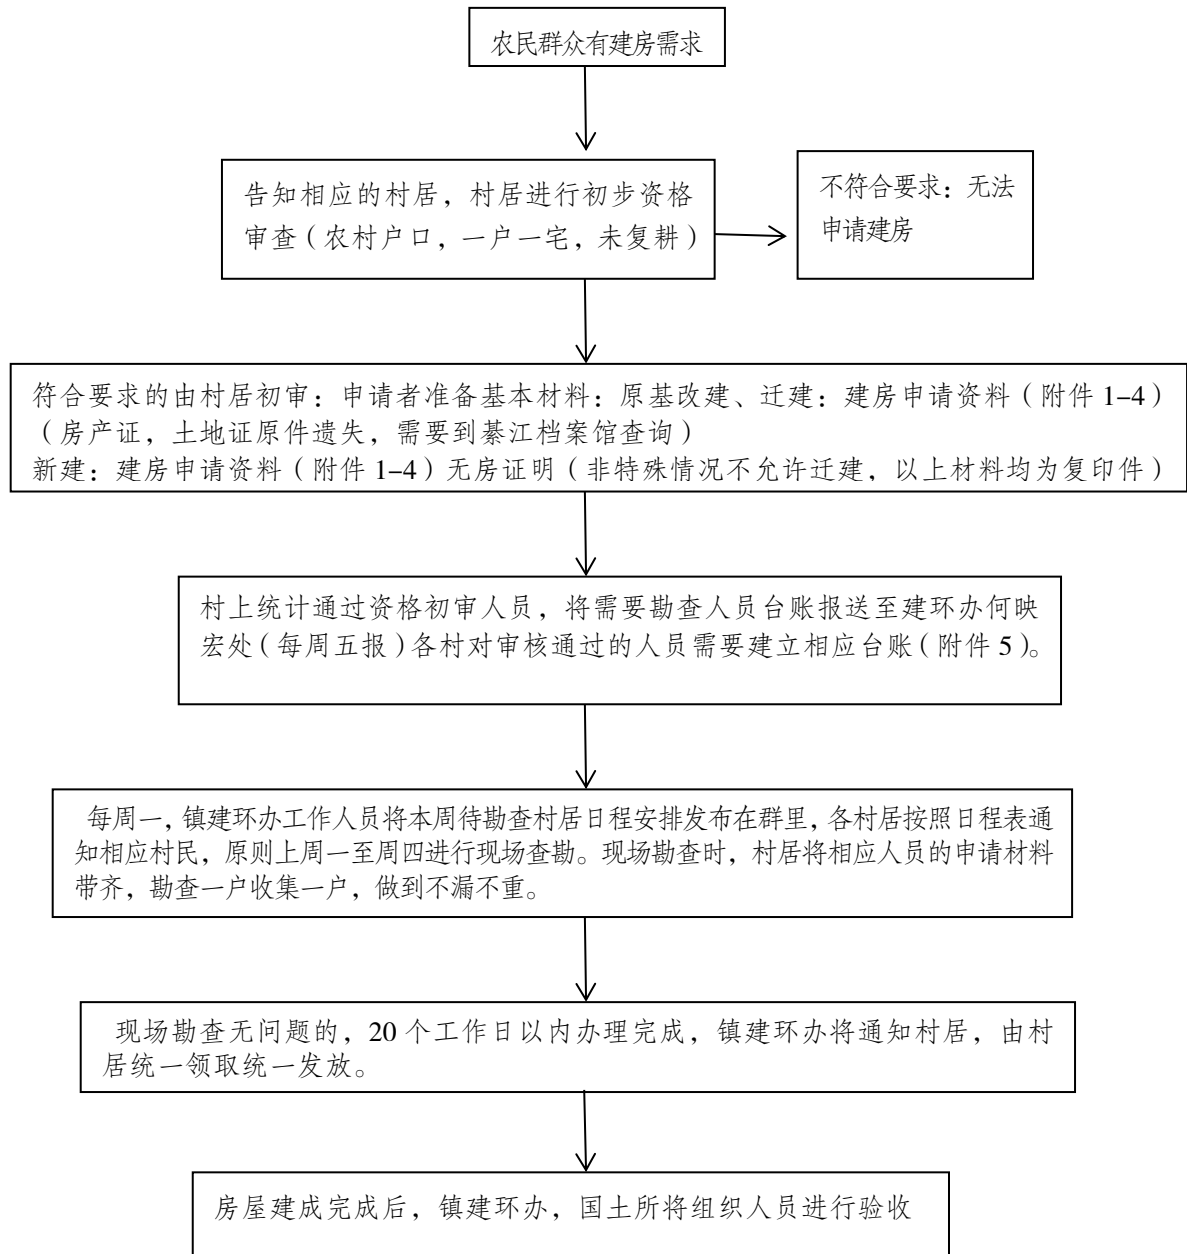 农民群众有建房需求
告知相应的村居，村居进行初步资格
审查（农村户口，一户一宅，未复耕）
不符合要求：无法
申请建房
符合要求的由村居初审：申请者准备基本材料：原基改建、迁建：建房申请资料（附件 1–4）
（房产证，土地证原件遗失，需要到綦江档案馆查询）
新建：建房申请资料（附件 1–4）无房证明（非特殊情况不允许迁建，以上材料均为复印件）
村上统计通过资格初审人员，将需要勘查人员台账报送至建环办何映
宏处（每周五报）各村对审核通过的人员需要建立相应台账（附件 5）。
每周一，镇建环办工作人员将本周待勘查村居日程安排发布在群里，各村居按照日程表通
知相应村民，原则上周一至周四进行现场查勘。现场勘查时，村居将相应人员的申请材料
带齐，勘查一户收集一户，做到不漏不重。
现场勘查无问题的，20 个工作日以内办理完成，镇建环办将通知村居，由村
居统一领取统一发放。
房屋建成完成后，镇建环办，国土所将组织人员进行验收